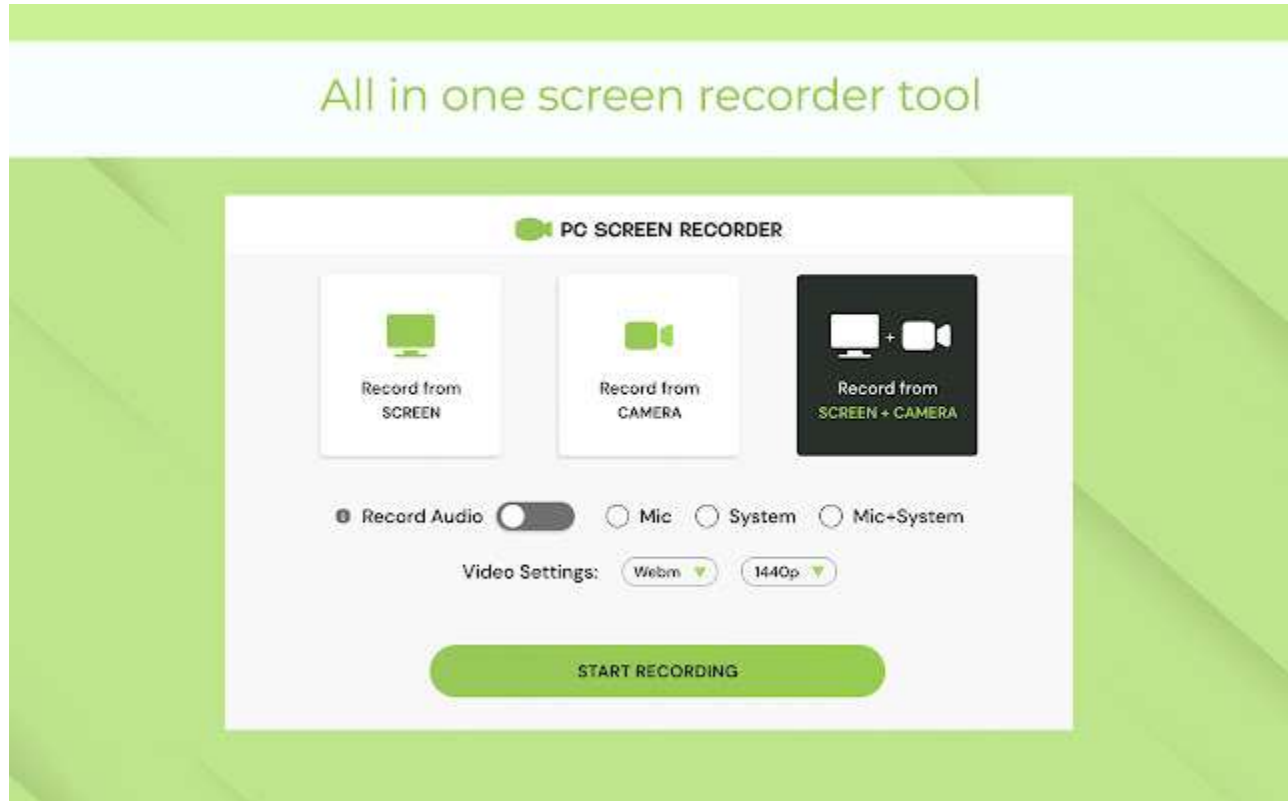 All in one screen recorder tool
PC SCREEN RECORDER
Record from
SCREEN
Record from
CAMERA
+
Record from
SCREEN + CAMERA
Record Audio Mic System Mic+System
Video Settings: Webm 1440p
START RECORDING